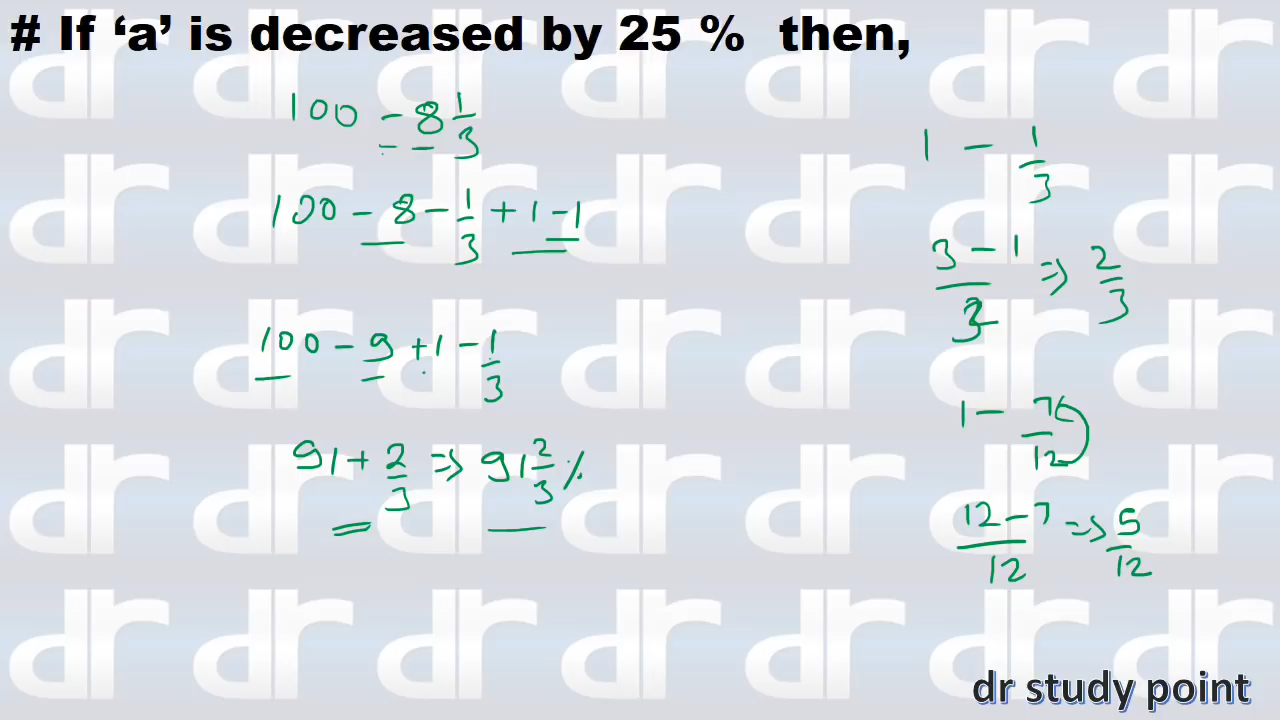 # If ‘a’ is decreased by 25 % then,
100 - 8 1/3
100 - 8 - 1/3 + 1 - 1
100 - 9 + 1 - 1/3
91 + 2/3 => 91 2/3 %
1 - 1/3
3 - 1/3 => 2/3
1 - 7/12
12 - 7/12 => 5/12
dr study point